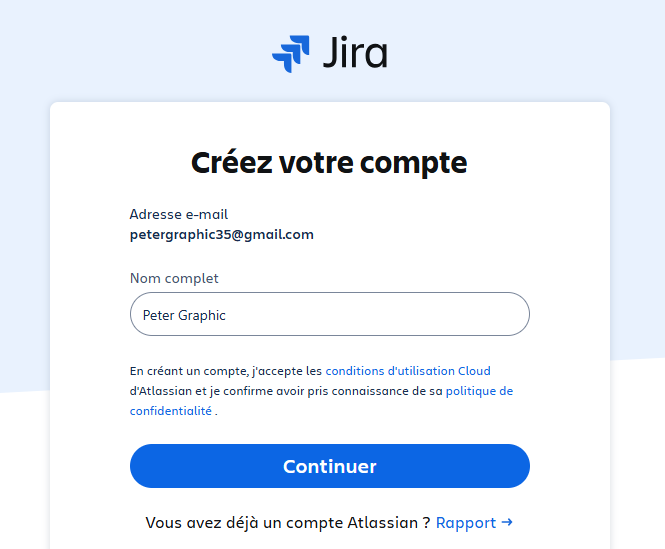 Jira
Créez votre compte
Adresse e-mail
petergraphic35@gmail.com
Nom complet
Peter Graphic
En créant un compte, j'accepte les conditions d'utilisation Cloud
d'Atlassian et je confirme avoir pris connaissance de sa politique de
confidentialité .
Continuer
Vous avez déjà un compte Atlassian ? Rapport →